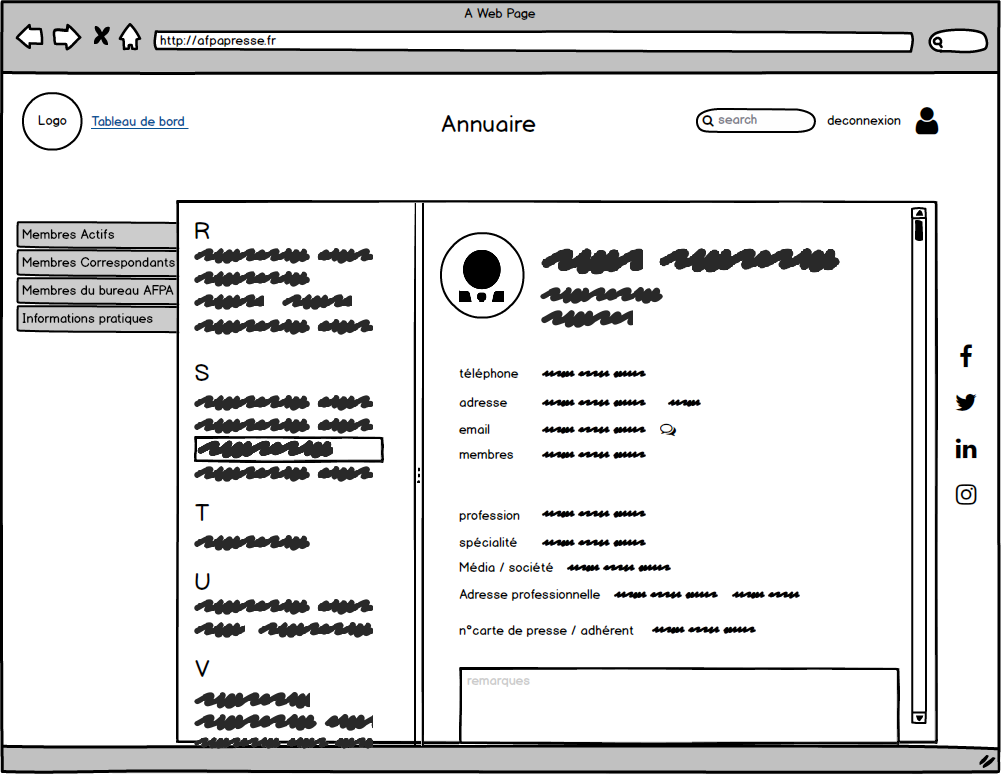 A Web Page
http://afpapresse.fr
Logo
Tableau de bord
Annuaire
search
deconnexion
Membres Actifs
Membres Correspondants
Membres du bureau AFPA
Informations pratiques
R
S
T
U
V
téléphone
adresse
email
membres
profession
spécialité
Média / société
Adresse professionnelle
n°carte de presse / adhérent
remarques